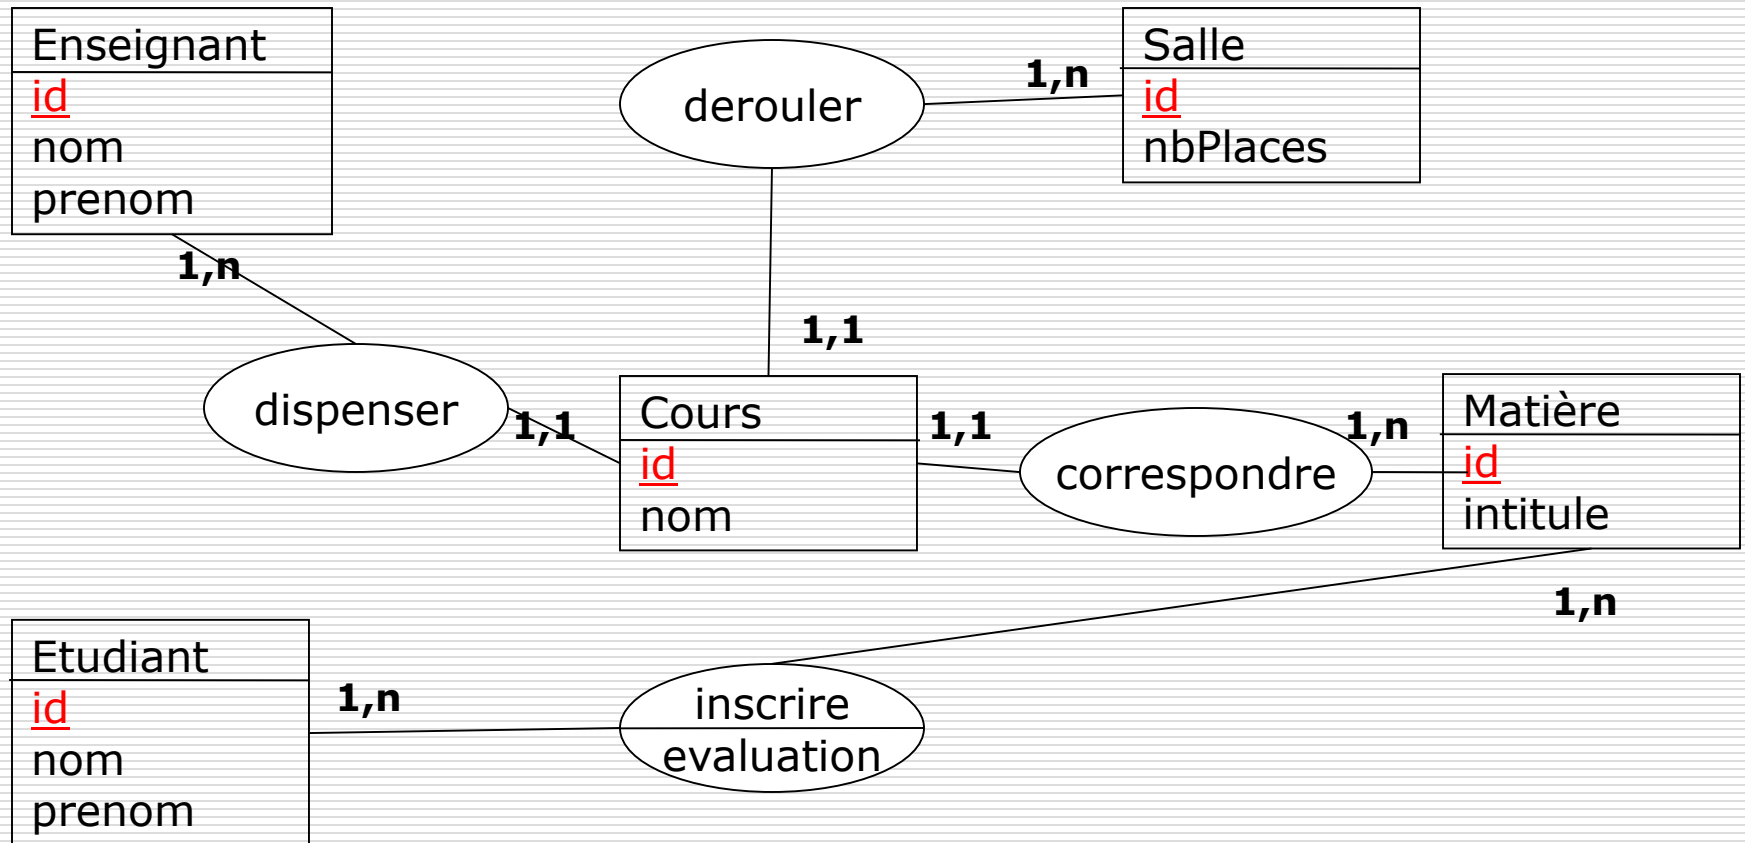 Enseignant
id
nom
prenom
1,n
derouler
1,n
Salle
id
nbPlaces
1,1
dispenser
1,1
Cours
id
nom
1,1
correspondre
1,n
Matière
id
intitule
1,n
Etudiant
id
nom
prenom
1,n
inscrire
evaluation